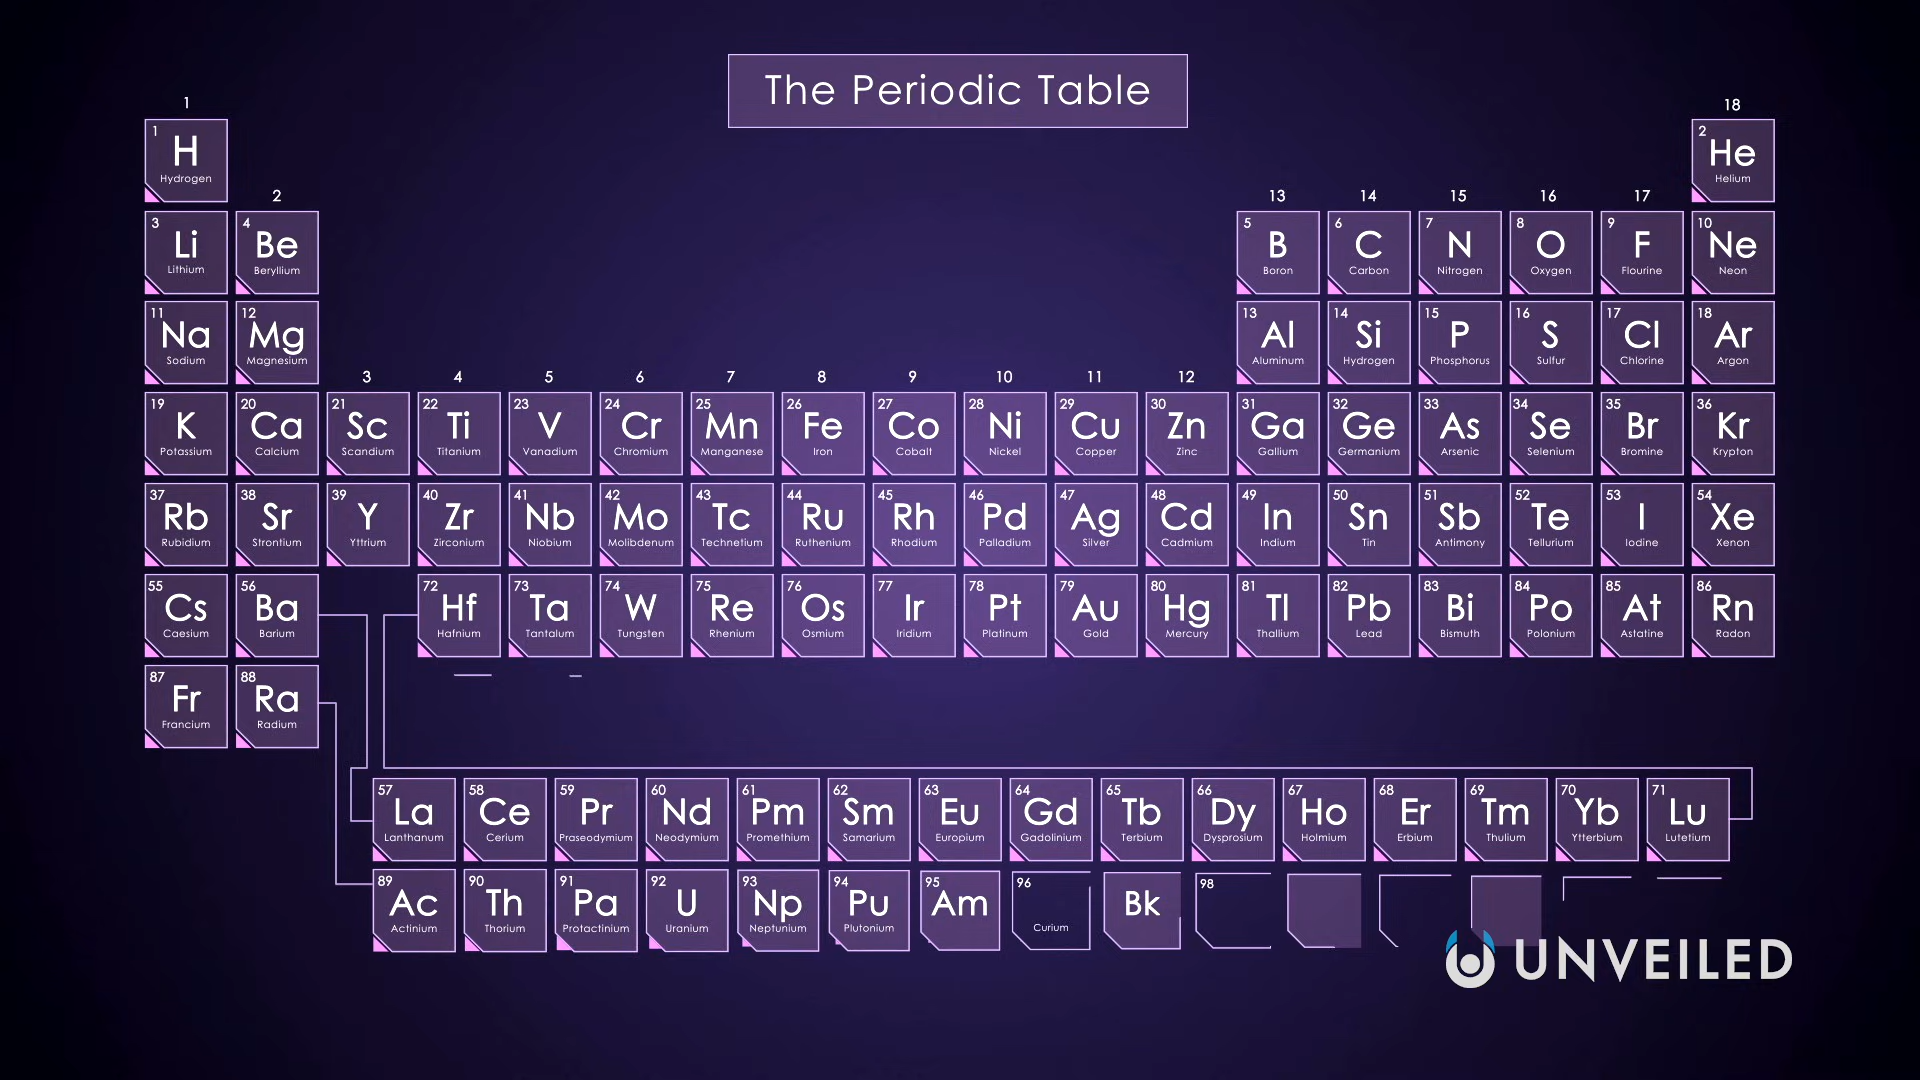 The Periodic Table
1 18
1 2
H He
Hydrogen Helium
2 13 14 15 16 17
3 4 5 6 7 8 9 10
Li Be B C N O F Ne
Lithium Beryllium Boron Carbon Nitrogen Oxygen Flourine Neon
11 12 13 14 15 16 17 18
Na Mg Al Si P S Cl Ar
Sodium Magnesium Aluminum Hydrogen Phosphorus Sulfur Chlorine Argon
3 4 5 6 7 8 9 10 11 12
19 20 21 22 23 24 25 26 27 28 29 30 31 32 33 34 35 36
K Ca Sc Ti V Cr Mn Fe Co Ni Cu Zn Ga Ge As Se Br Kr
Potassium Calcium Scandium Titanium Vanadium Chromium Manganese Iron Cobalt Nickel Copper Zinc Gallium Germanium Arsenic Selenium Bromine Krypton
37 38 39 40 41 42 43 44 45 46 47 48 49 50 51 52 53 54
Rb Sr Y Zr Nb Mo Tc Ru Rh Pd Ag Cd In Sn Sb Te I Xe
Rubidium Strontium Yttrium Zirconium Niobium Molibdenum Technetium Ruthenium Rhodium Palladium Silver Cadmium Indium Tin Antimony Tellurium Iodine Xenon
55 56 72 73 74 75 76 77 78 79 80 81 82 83 84 85 86
Cs Ba Hf Ta W Re Os Ir Pt Au Hg Tl Pb Bi Po At Rn
Caesium Barium Hafnium Tantalum Tungsten Rhenium Osmium Iridium Platinum Gold Mercury Thallium Lead Bismuth Polonium Astatine Radon
87 88
Fr Ra
Francium Radium
57 58 59 60 61 62 63 64 65 66 67 68 69 70 71
La Ce Pr Nd Pm Sm Eu Gd Tb Dy Ho Er Tm Yb Lu
Lanthanum Cerium Praseodymium Neodymium Promethium Samarium Europium Gadolinium Terbium Dysprosium Holmium Erbium Thulium Ytterbium Lutetium
89 90 91 92 93 94 95 96 98
Ac Th Pa U Np Pu Am Bk
Actinium Thorium Protactinium Uranium Neptunium Plutonium Curium
UNVEILED